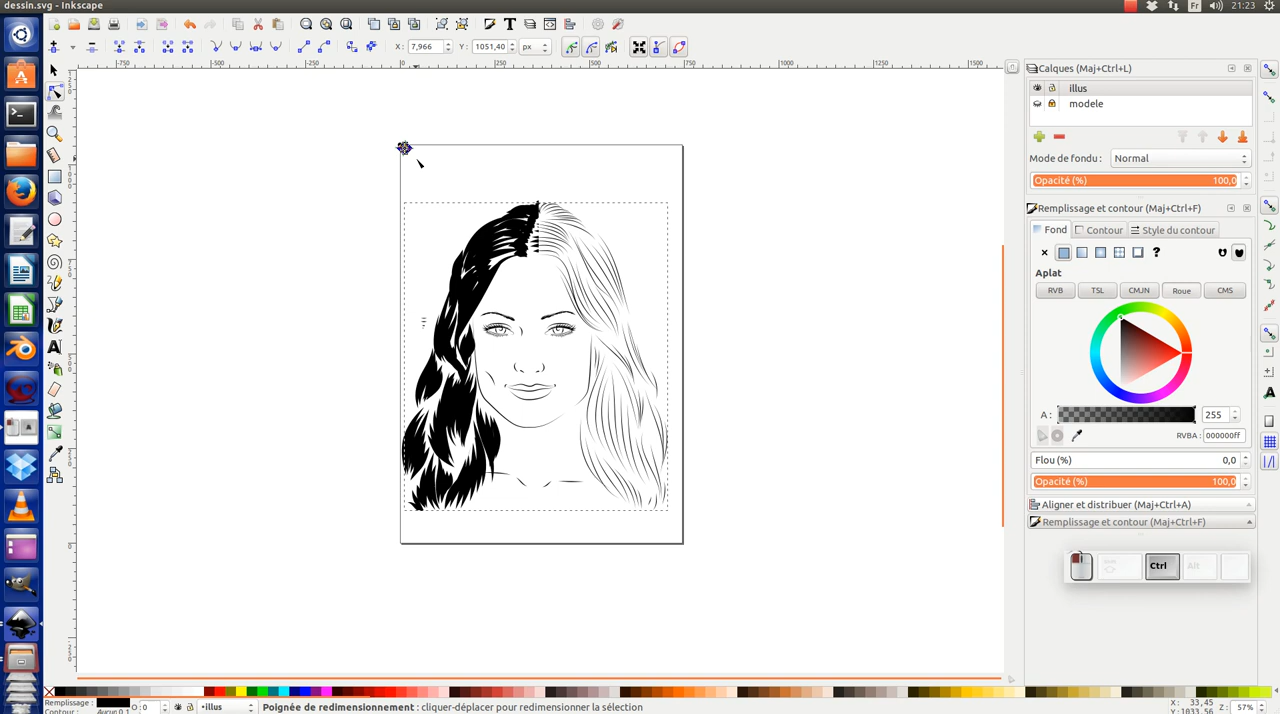 dessin.svg - Inkscape
Fr 21:23
X: 7,966 Y: 1051,40 px
-750 -500 -250 0 250 500 750 1000 1250 1500
Calques (Maj+Ctrl+L)
illus
modele
Mode de fondu : Normal
Opacité (%) 100,0
Remplissage et contour (Maj+Ctrl+F)
Fond Contour Style du contour
?
Aplat
RVB TSL CMJN Roue CMS
A : 255
RVBA : 000000ff
Flou (%) 0,0
Opacité (%) 100,0
Aligner et distribuer (Maj+Ctrl+A)
Remplissage et contour (Maj+Ctrl+F)
Ctrl Alt
Remplissage : O: 0 •illus Poignée de redimensionnement : cliquer-déplacer pour redimensionner la sélection X: 33,45 Z: 57%
Contour : Aucun 0,1 Y: 1033,56